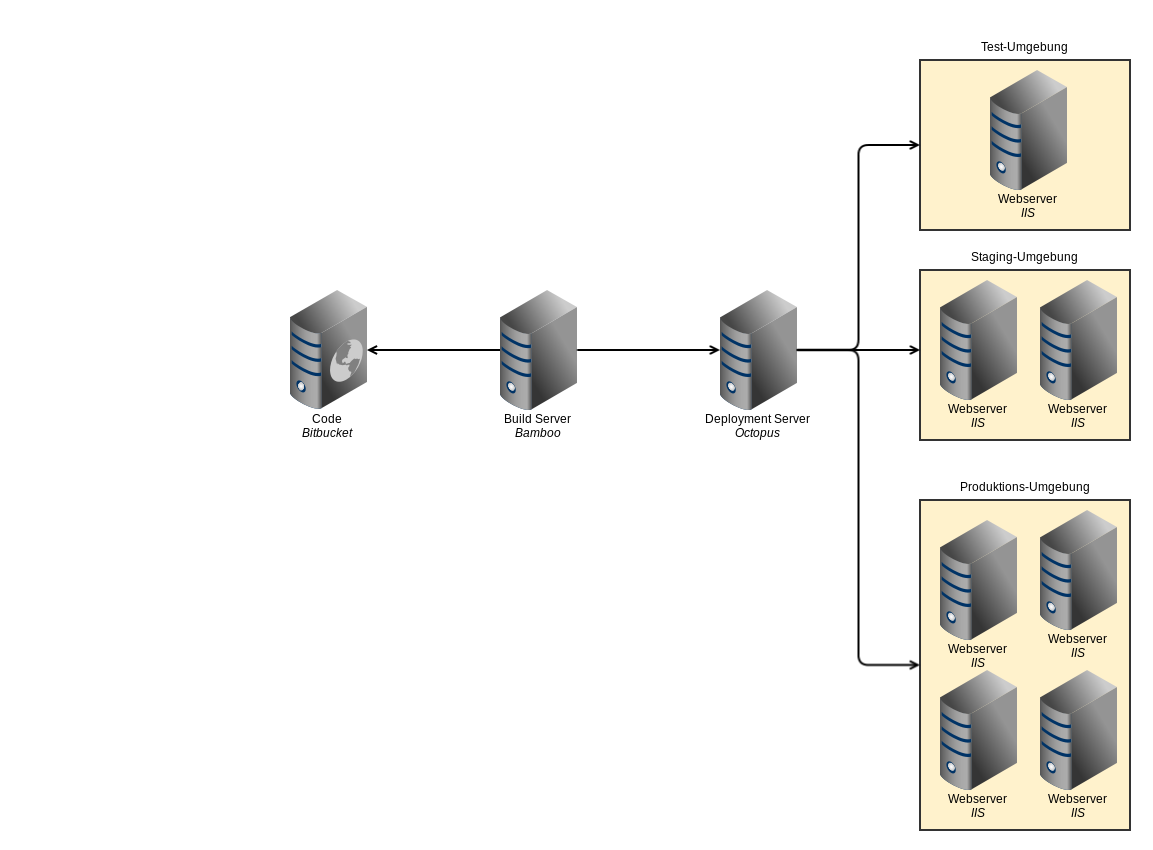 Test-Umgebung
Webserver
IIS
Staging-Umgebung
Webserver
IIS
Webserver
IIS
Code
Bitbucket
Build Server
Bamboo
Deployment Server
Octopus
Produktions-Umgebung
Webserver
IIS
Webserver
IIS
Webserver
IIS
Webserver
IIS